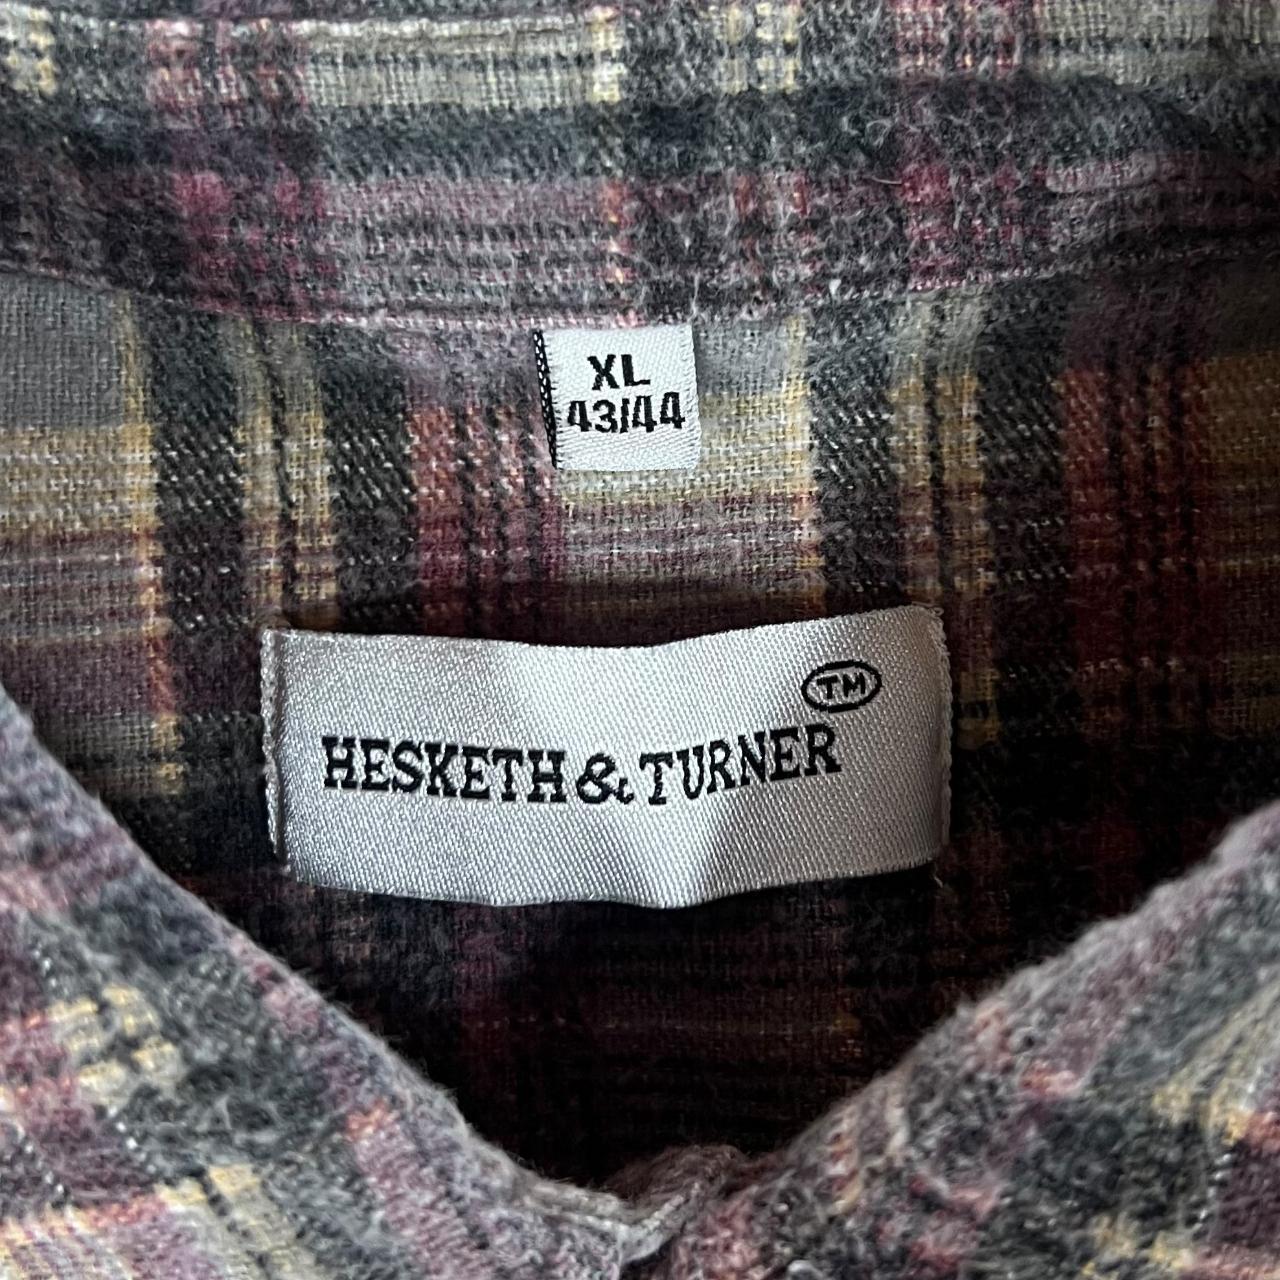 XL
43/44
TM
HESKETH & TURNER